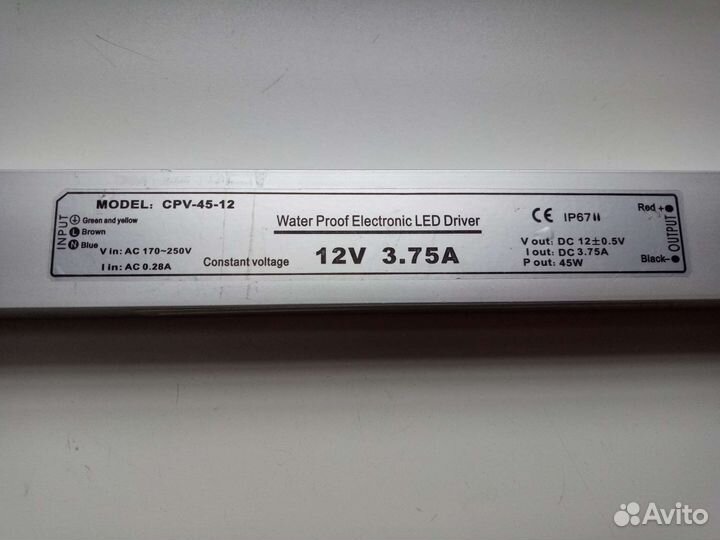 MODEL: CPV-45-12
INPUT
Green and yellow
L Brown
N Blue
V in: AC 170~250V
I in: AC 0.28A
Water Proof Electronic LED Driver
Constant voltage
12V 3.75A
CE IP67
V out: DC 12±0.5V
I out: DC 3.75A
P out: 45W
Red +
OUTPUT
Black-
Avito